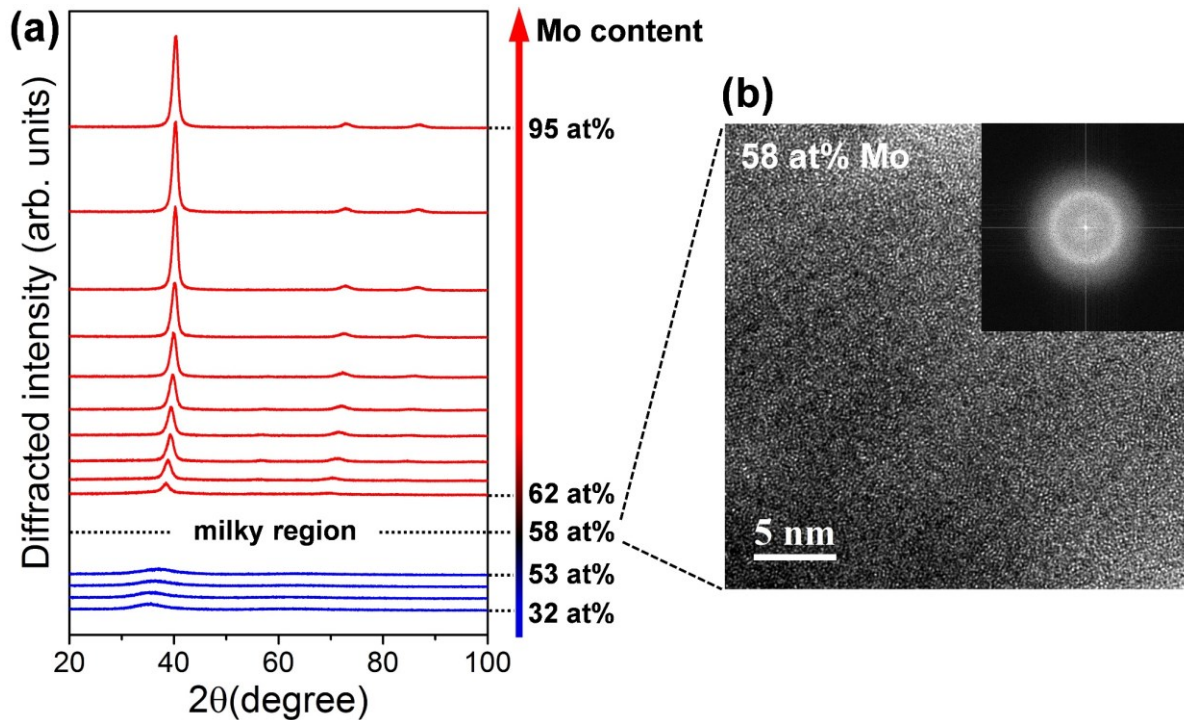 (a)
Mo content
Diffracted intensity (arb. units)
95 at%
62 at%
milky region
58 at%
53 at%
32 at%
20 40 60 80 100
2θ(degree)
(b)
58 at% Mo
5 nm